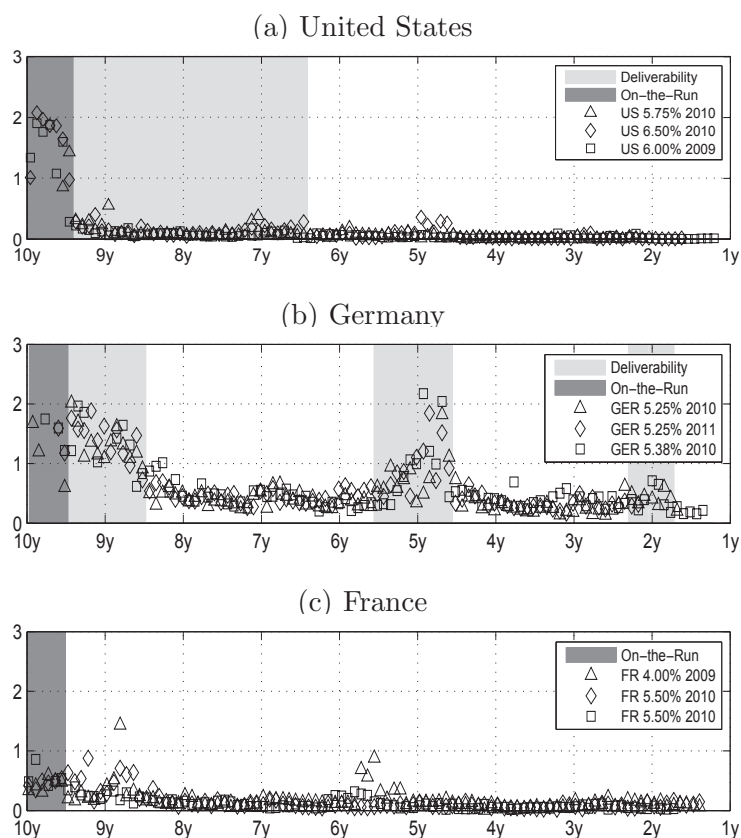 (a) United States
3
2
1
0
Deliverability
On-the-Run
US 5.75% 2010
US 6.50% 2010
US 6.00% 2009
10y 9y 8y 7y 6y 5y 4y 3y 2y 1y
(b) Germany
3
2
1
0
Deliverability
On-the-Run
GER 5.25% 2010
GER 5.25% 2011
GER 5.38% 2010
10y 9y 8y 7y 6y 5y 4y 3y 2y 1y
(c) France
3
2
1
0
On-the-Run
FR 4.00% 2009
FR 5.50% 2010
FR 5.50% 2010
10y 9y 8y 7y 6y 5y 4y 3y 2y 1y